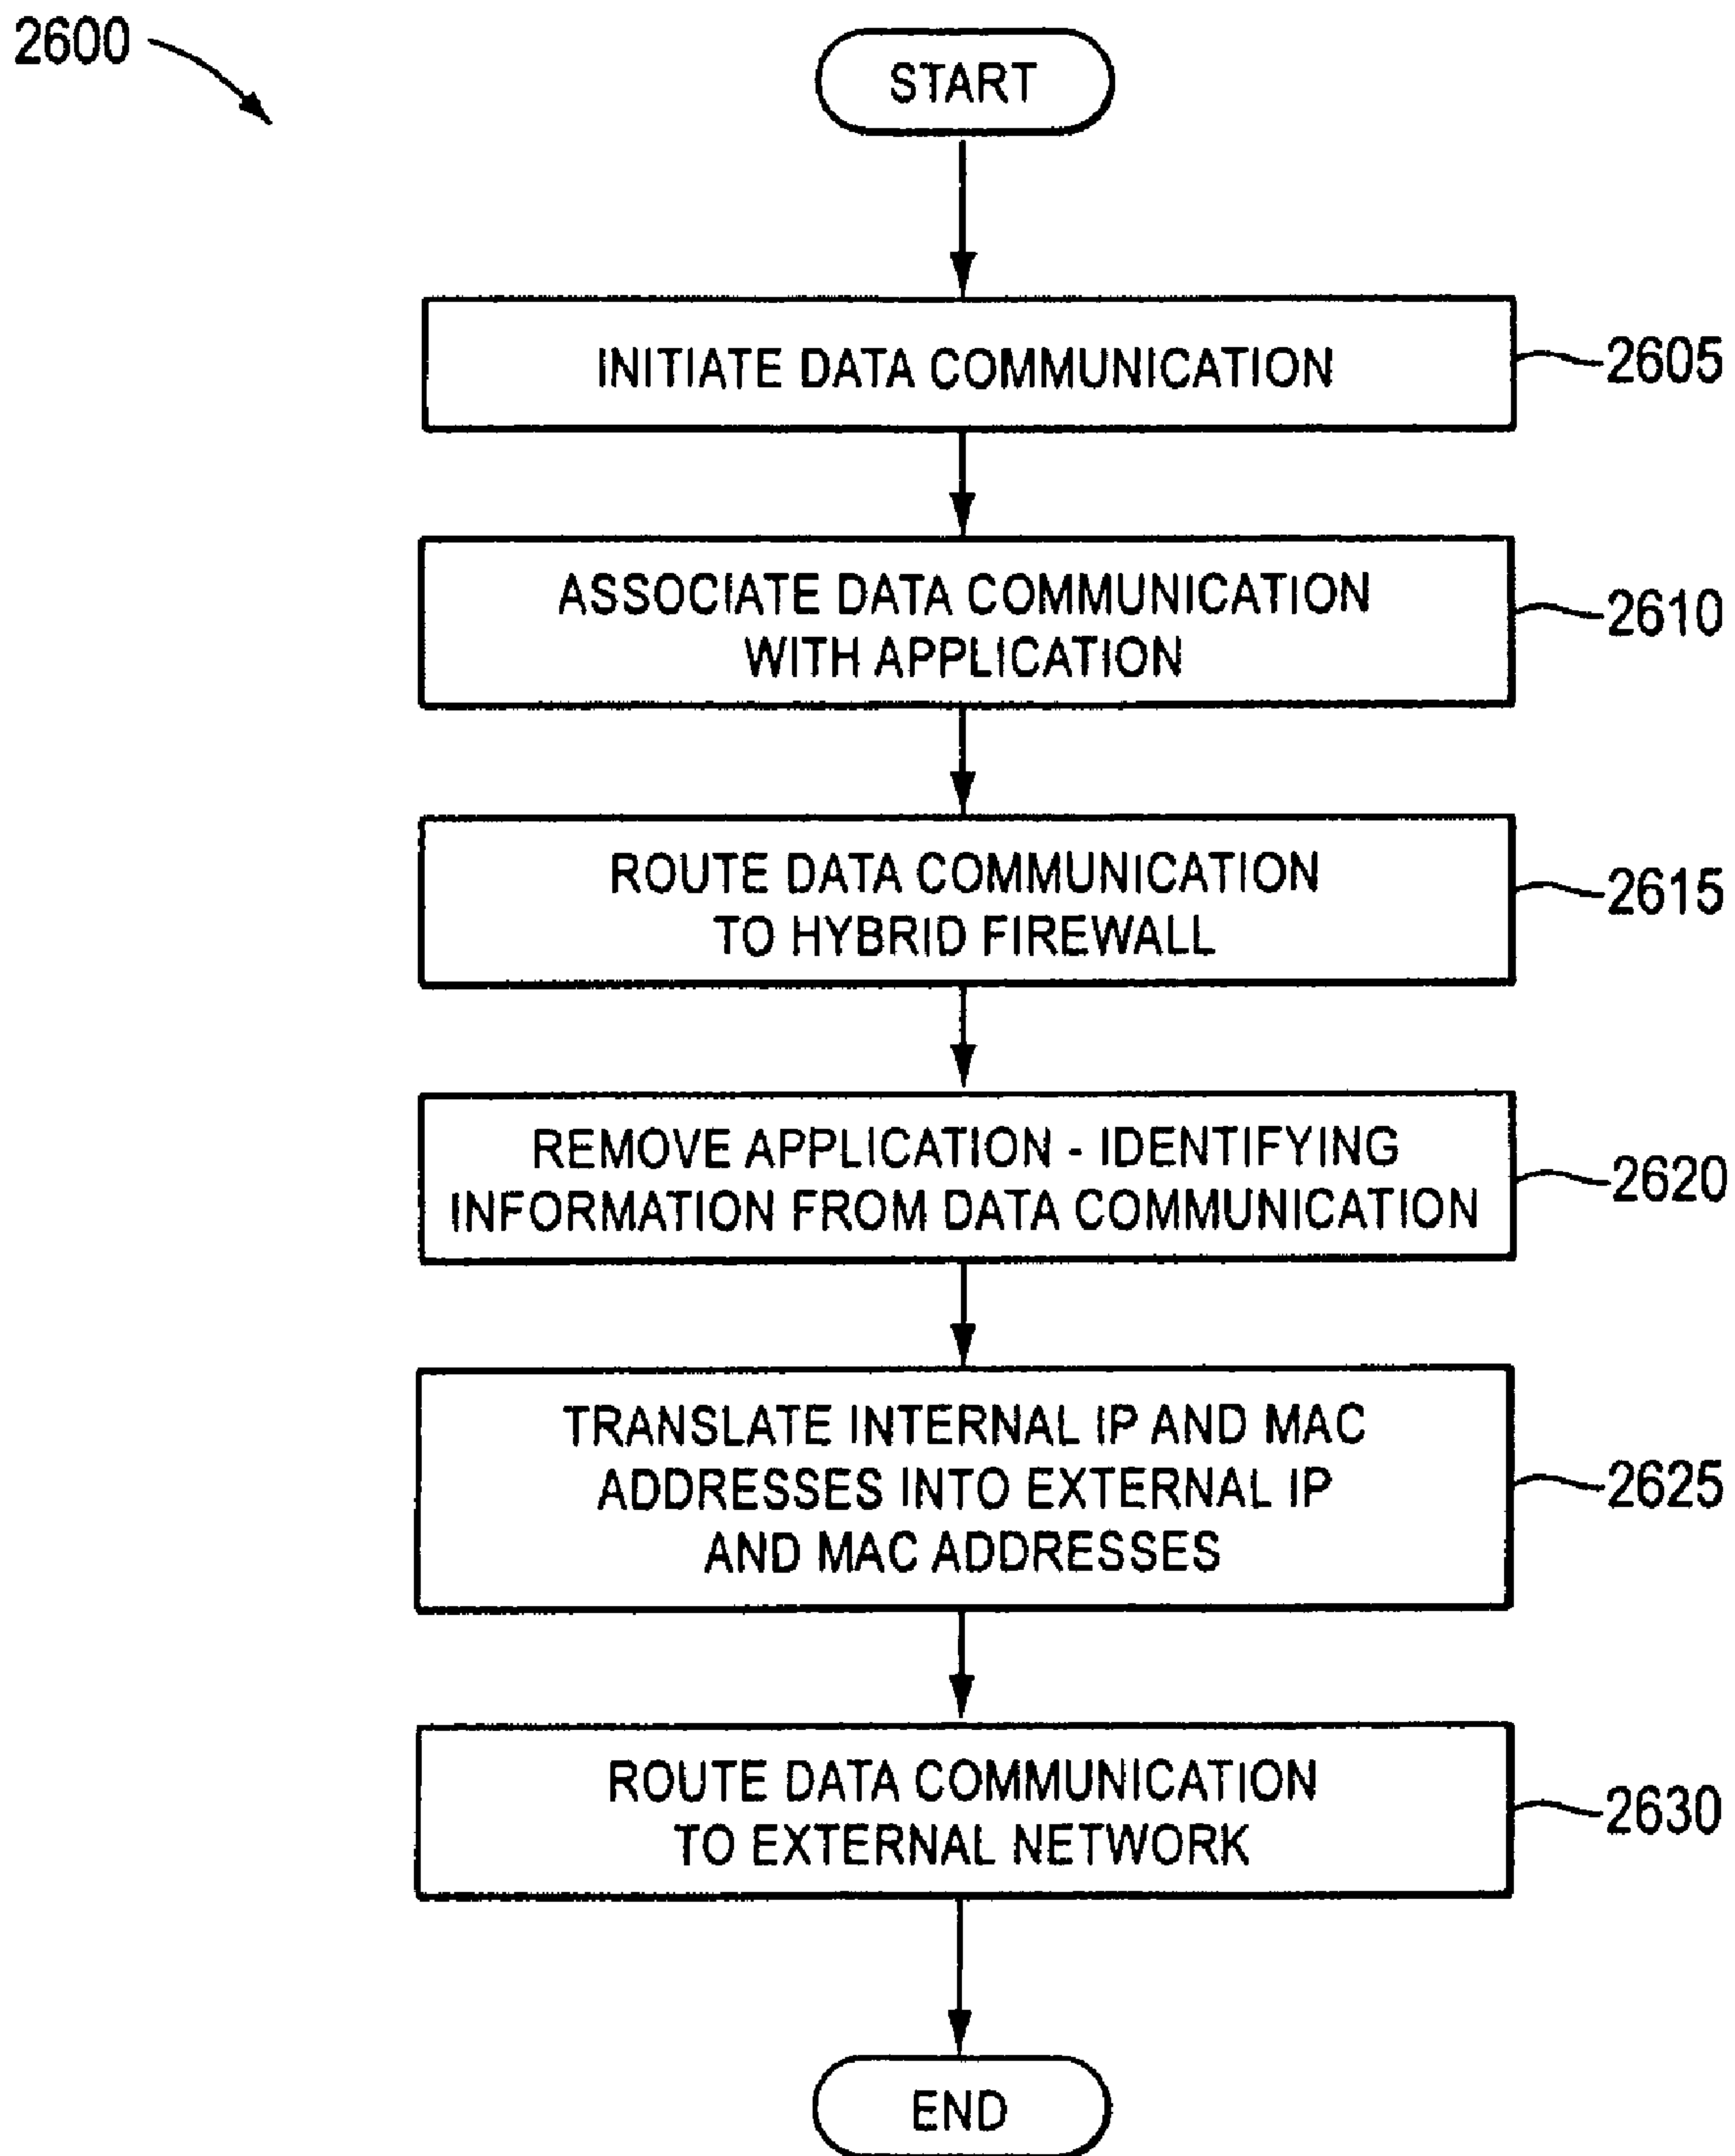 2600
START
INITIATE DATA COMMUNICATION
2605
ASSOCIATE DATA COMMUNICATION
WITH APPLICATION
2610
ROUTE DATA COMMUNICATION
TO HYBRID FIREWALL
2615
REMOVE APPLICATION - IDENTIFYING
INFORMATION FROM DATA COMMUNICATION
2620
TRANSLATE INTERNAL IP AND MAC
ADDRESSES INTO EXTERNAL IP
AND MAC ADDRESSES
2625
ROUTE DATA COMMUNICATION
TO EXTERNAL NETWORK
2630
END